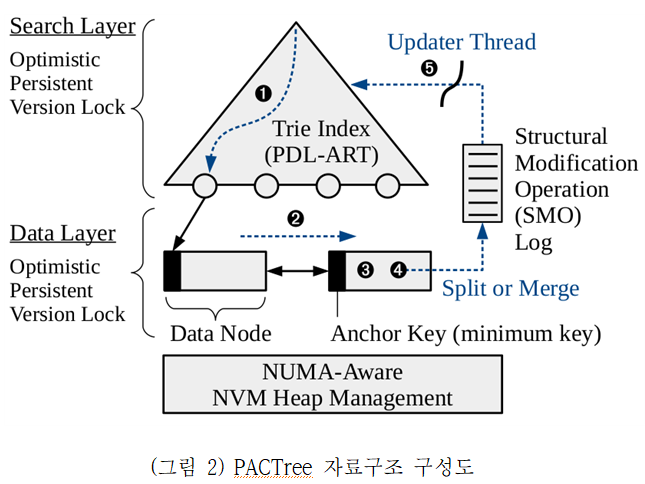 Search Layer
Optimistic
Persistent
Version Lock
Updater Thread
❺
❶
Trie Index
(PDL-ART)
Structural
Modification
Operation
(SMO)
Log
Data Layer
Optimistic
Persistent
Version Lock
❷
❸ ❹
Split or Merge
Data Node
Anchor Key (minimum key)
NUMA-Aware
NVM Heap Management
(그림 2) PACTree 자료구조 구성도